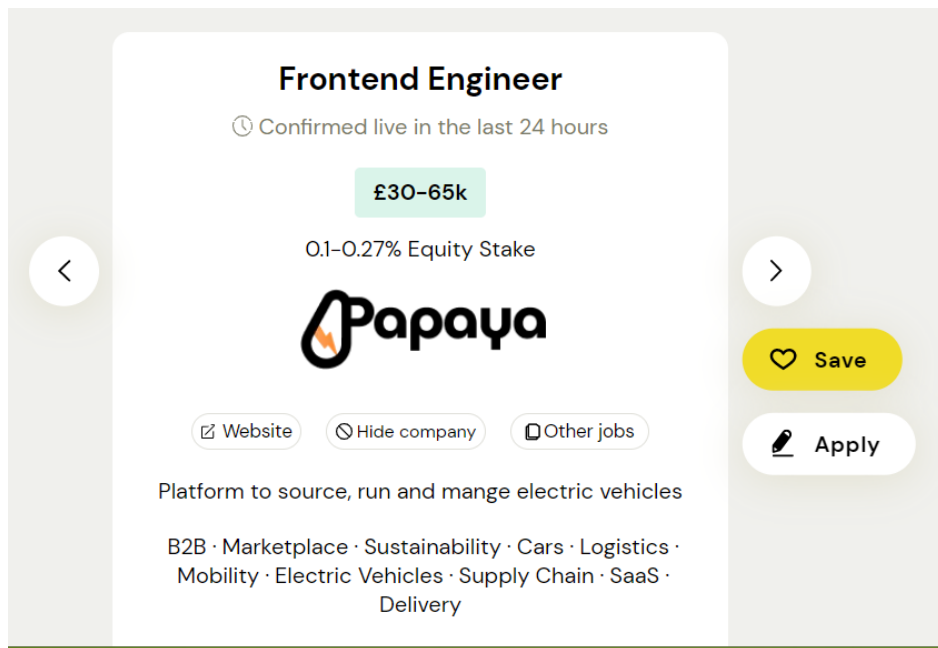 Frontend Engineer
Confirmed live in the last 24 hours
£30-65k
0.1-0.27% Equity Stake
Papaya
Website
Hide company
Other jobs
Save
Apply
Platform to source, run and mange electric vehicles
B2B · Marketplace · Sustainability · Cars · Logistics ·
Mobility · Electric Vehicles · Supply Chain · SaaS ·
Delivery